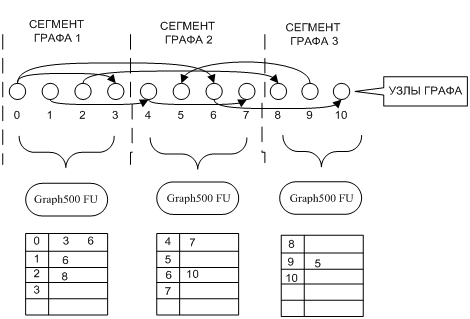 СЕГМЕНТ
ГРАФА 1
СЕГМЕНТ
ГРАФА 2
СЕГМЕНТ
ГРАФА 3
УЗЛЫ ГРАФА
0 1 2 3 4 5 6 7 8 9 10
Graph500 FU
Graph500 FU
Graph500 FU
0 3 6
1 6
2 8
3
4 7
5
6 10
7
8
9 5
10